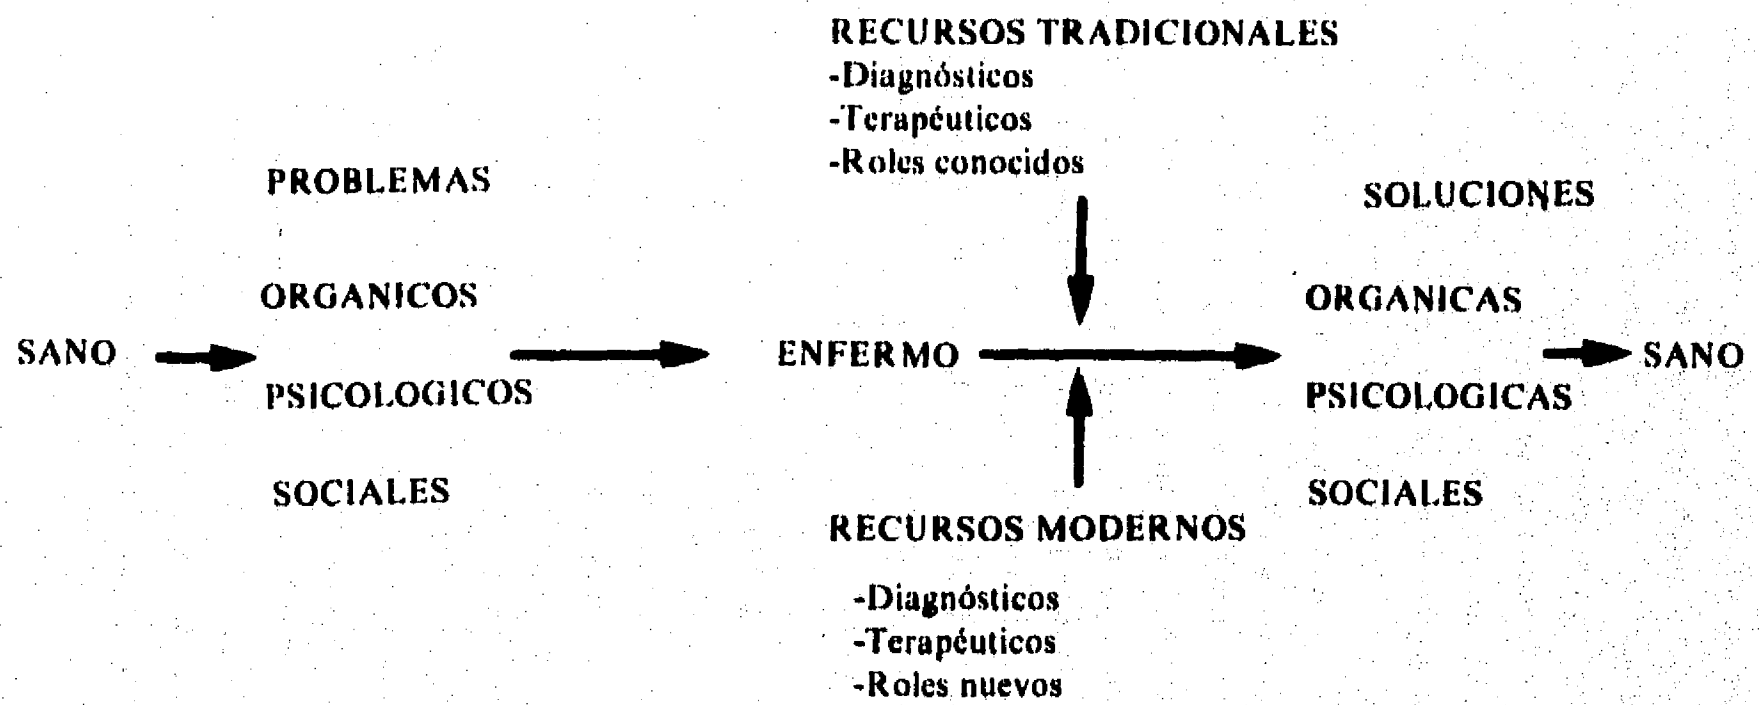 RECURSOS TRADICIONALES
-Diagnósticos
-Terapéuticos
-Roles conocidos
PROBLEMAS
ORGANICOS
PSICOLOGICOS
SOCIALES
SANO
ENFERMO
RECURSOS MODERNOS
-Diagnósticos
-Terapéuticos
-Roles nuevos
SOLUCIONES
ORGANICAS
PSICOLOGICAS
SOCIALES
SANO